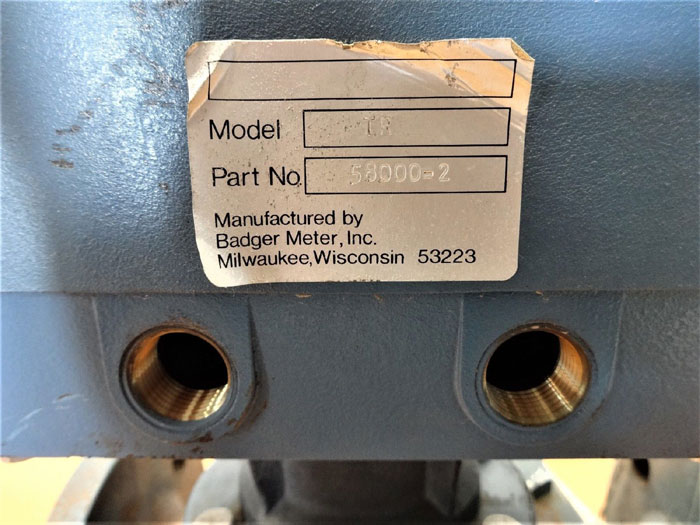 Model
Part No. 58000-2
Manufactured by
Badger Meter, Inc.
Milwaukee, Wisconsin 53223